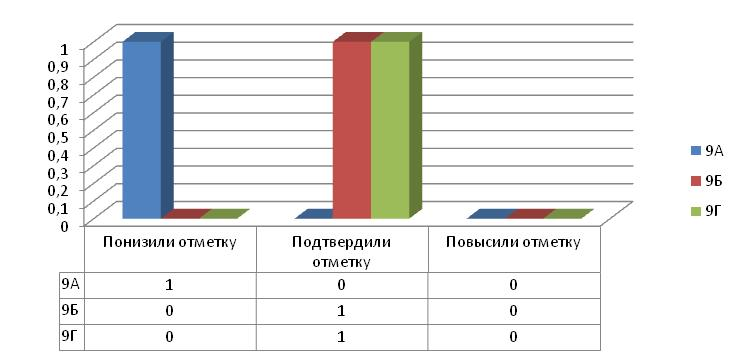 1
0,9
0,8
0,7
0,6
0,5
0,4
0,3
0,2
0,1
0
9А
9Б
9Г
Понизили отметку Подтвердили отметку Повысили отметку
9А 1 0 0
9Б 0 1 0
9Г 0 1 0